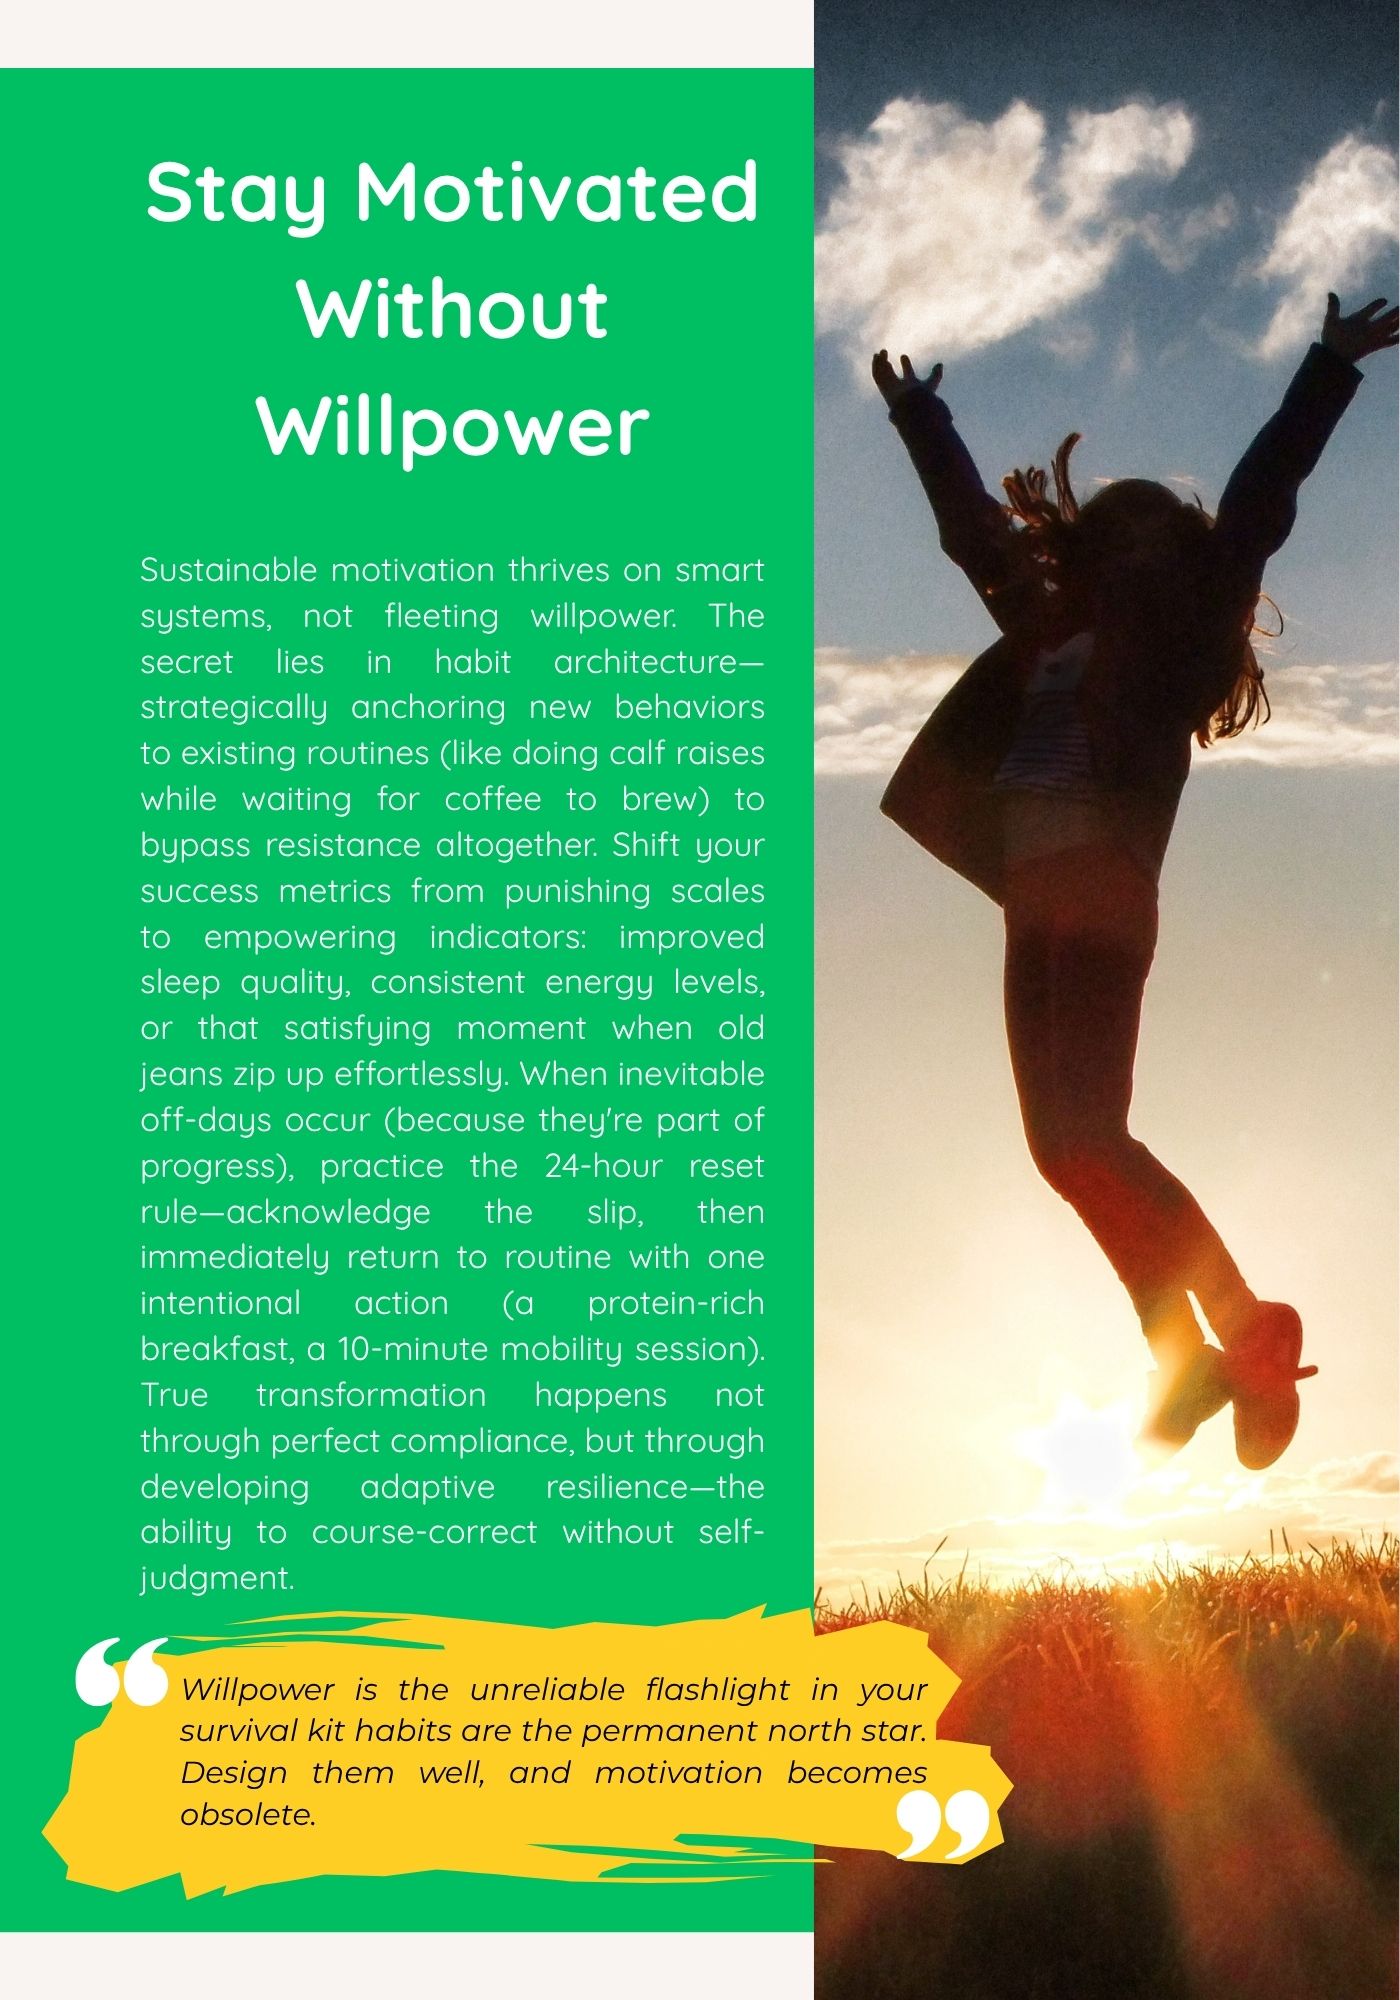 Stay Motivated
Without
Willpower
Sustainable motivation thrives on smart
systems, not fleeting willpower. The
secret lies in habit architecture—
strategically anchoring new behaviors
to existing routines (like doing calf raises
while waiting for coffee to brew) to
bypass resistance altogether. Shift your
success metrics from punishing scales
to empowering indicators: improved
sleep quality, consistent energy levels,
or that satisfying moment when old
jeans zip up effortlessly. When inevitable
off-days occur (because they're part of
progress), practice the 24-hour reset
rule—acknowledge the slip, then
immediately return to routine with one
intentional action (a protein-rich
breakfast, a 10-minute mobility session).
True transformation happens not
through perfect compliance, but through
developing adaptive resilience—the
ability to course-correct without self-
judgment.
“Willpower is the unreliable flashlight in your
survival kit habits are the permanent north star.
Design them well, and motivation becomes
obsolete.”